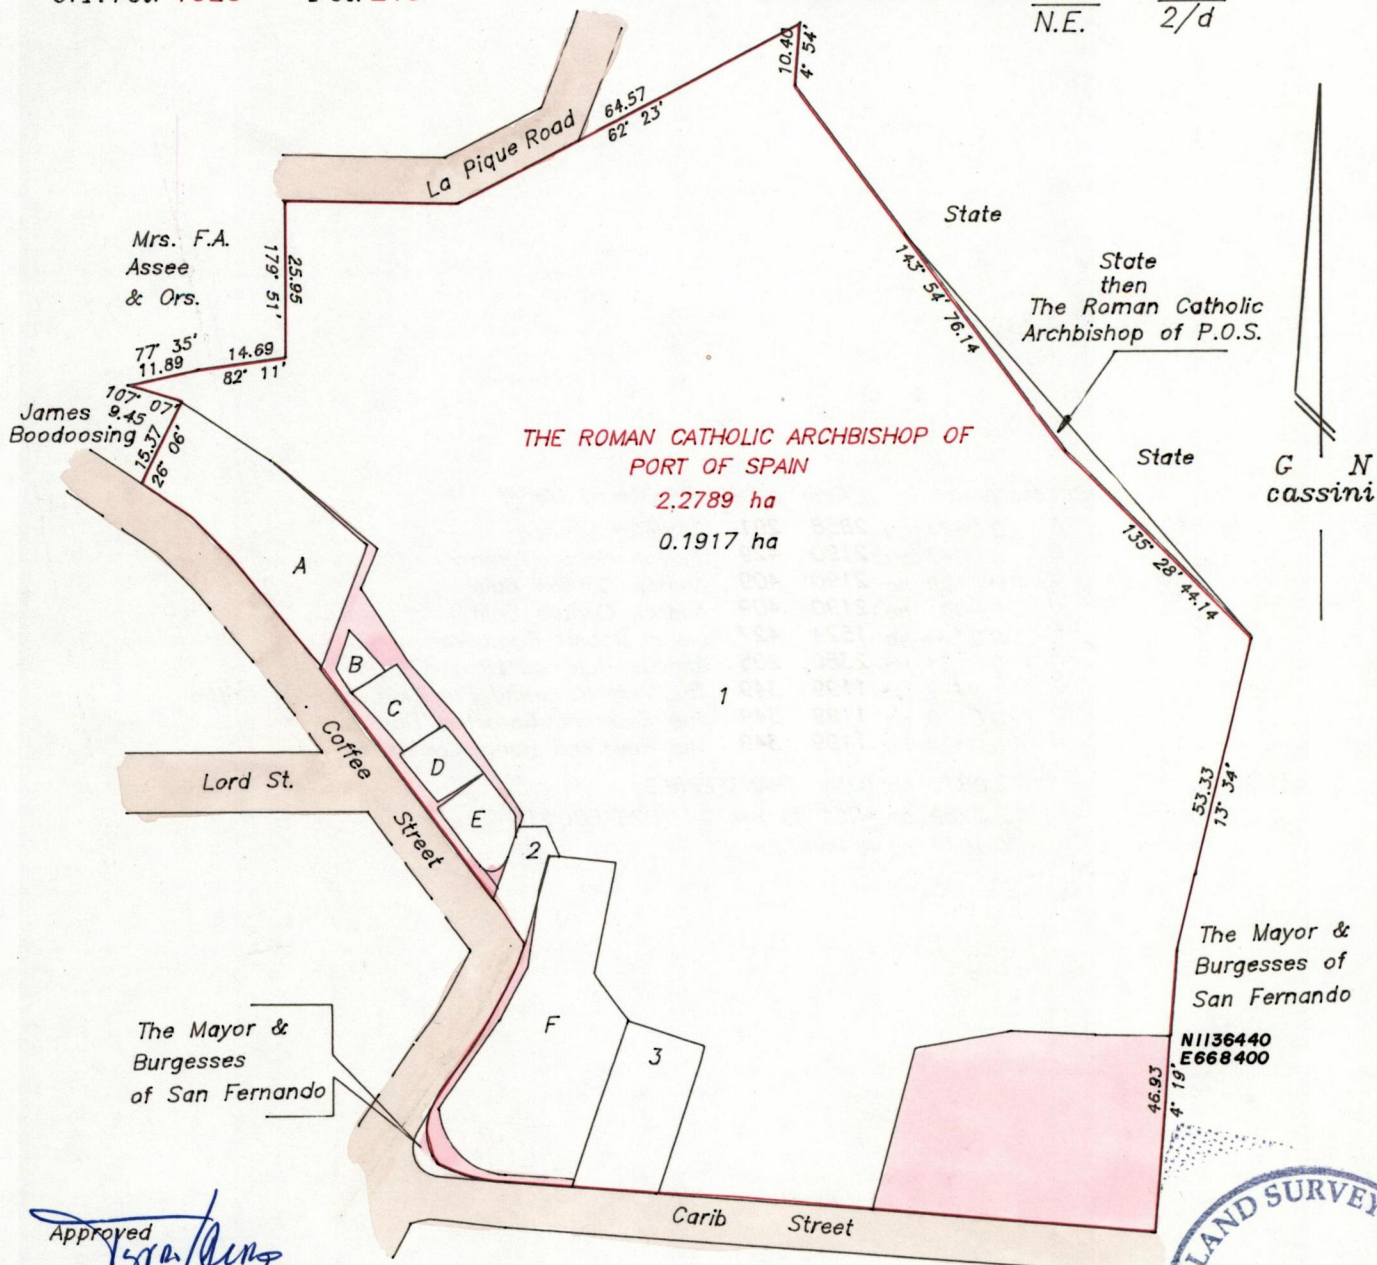 N.E. 2/d
10.40
4° 54'
64.57
62° 23'
La Pique Road
State
Mrs. F.A.
Assee
& Ors.
25.95
179° 51'
143° 54' 76.14
State
then
The Roman Catholic
Archbishop of P.O.S.
77° 35'
11.89
14.69
82° 11'
107° 07'
9.45
James
Boodoosing
15.37
26° 06'
THE ROMAN CATHOLIC ARCHBISHOP OF
PORT OF SPAIN
2.2789 ha
0.1917 ha
State
G N
cassini
135° 28' 44.14
A
B
C
1
D
E
2
Coffee
Street
Lord St.
53.33
13° 34'
The Mayor &
Burgesses of
San Fernando
F
3
The Mayor &
Burgesses
of San Fernando
N1136440
E668400
46.93
4° 19'
Carib Street
Approved
LAND SURVEY